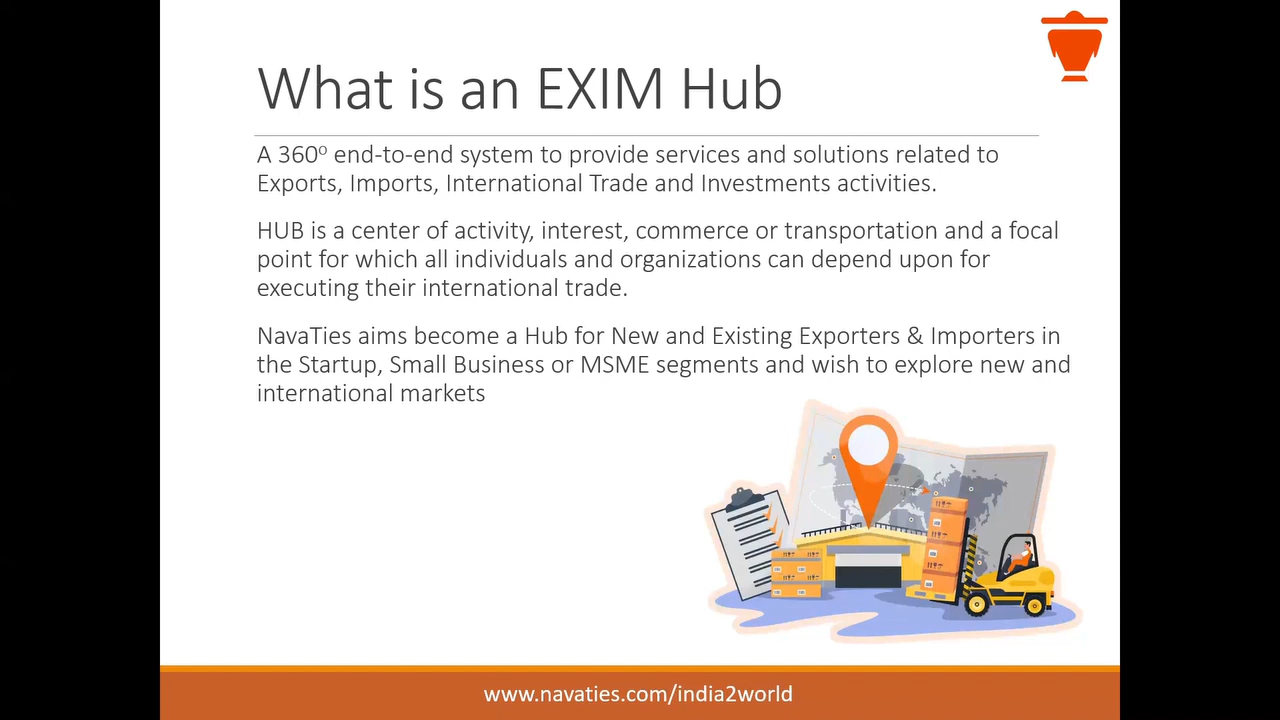 What is an EXIM Hub
A 360º end-to-end system to provide services and solutions related to
Exports, Imports, International Trade and Investments activities.
HUB is a center of activity, interest, commerce or transportation and a focal
point for which all individuals and organizations can depend upon for
executing their international trade.
NavaTies aims become a Hub for New and Existing Exporters & Importers in
the Startup, Small Business or MSME segments and wish to explore new and
international markets
www.navaties.com/india2world